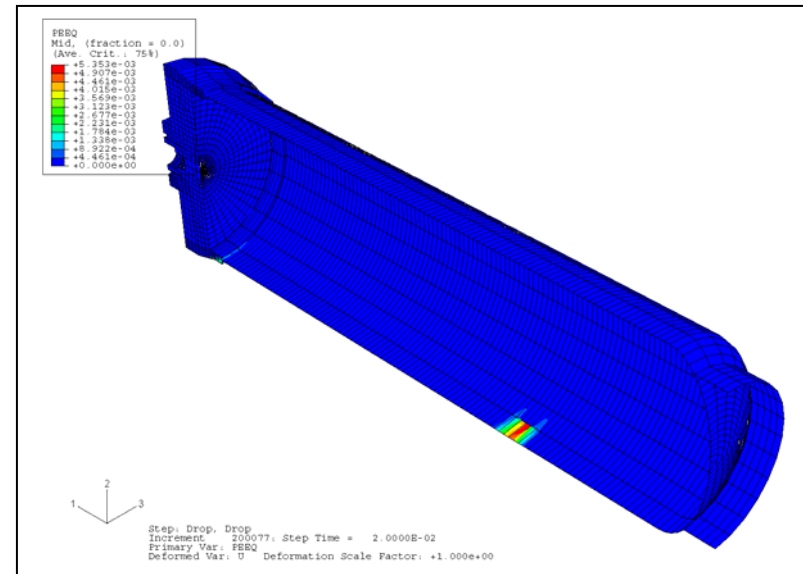 PEEQ
Mid, (fraction = 0.0)
(Ave. Crit.: 75%)
+5.353e-03
+4.907e-03
+4.461e-03
+4.015e-03
+3.569e-03
+3.123e-03
+2.677e-03
+2.231e-03
+1.784e-03
+1.338e-03
+8.922e-04
+4.461e-04
+0.000e+00
2
1
3
Step: Drop, Drop
Increment 200077: Step Time = 2.0000E-02
Primary Var: PEEQ
Deformed Var: U Deformation Scale Factor: +1.000e+00